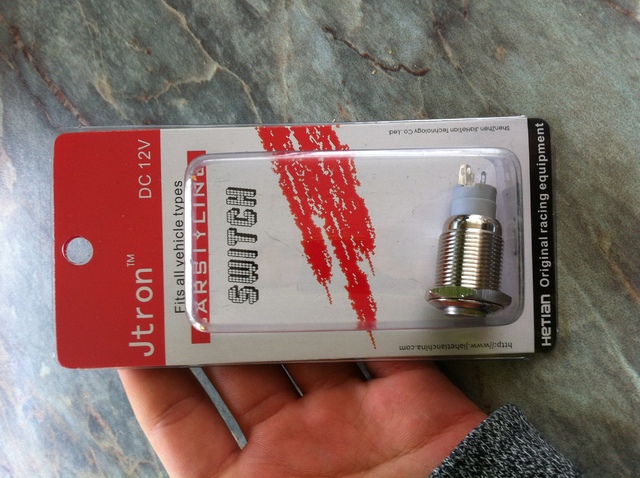 Jtron™
DC 12V
Fits all vehicle types
CARSTYLING
SWITCH
ShenZhen JiaHetian Technology Co.,Ltd.
http://www.jiahetianchina.com
HETIAN Original racing equipment